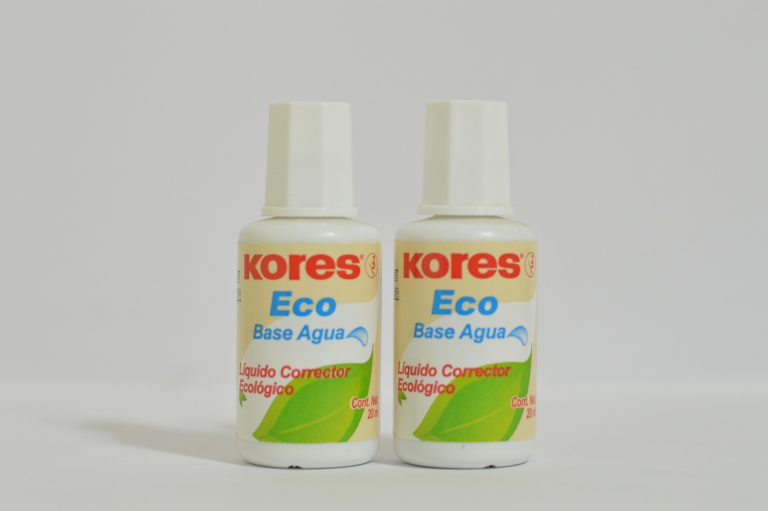 Kores®
Eco
Base Agua
Líquido Corrector
Ecológico
Cont. Net.
20 ml
Kores®
Eco
Base Agua
Líquido Corrector
Ecológico
Cont. Net.
20 ml